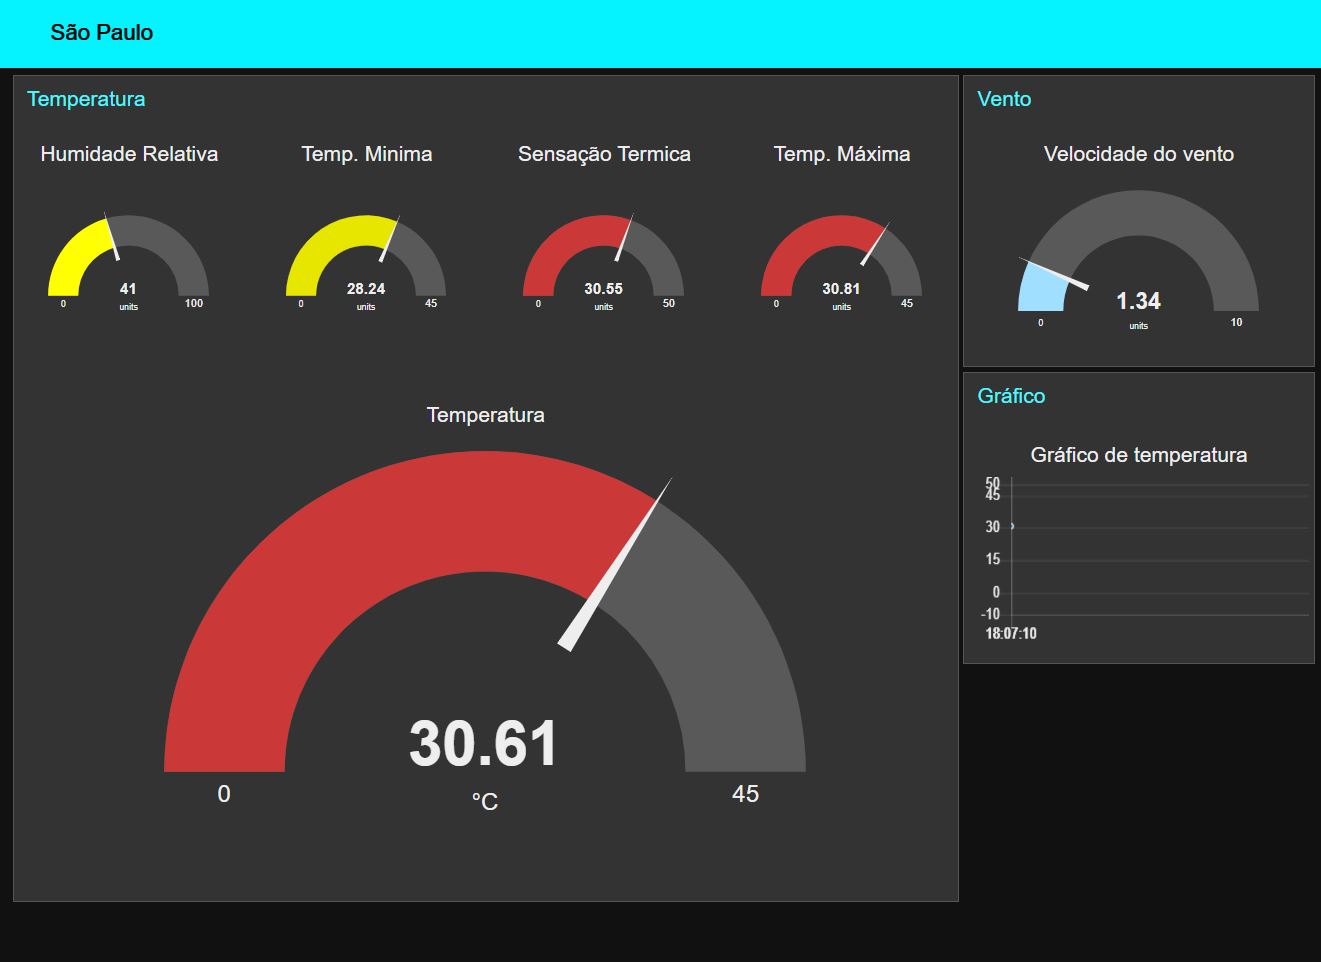 São Paulo
Temperatura
Humidade Relativa
41
units
0
100
Temp. Minima
28.24
units
0
45
Sensação Termica
30.55
units
0
50
Temp. Máxima
30.81
units
0
45
Temperatura
30.61
°C
0
45
Vento
Velocidade do vento
1.34
units
0
10
Gráfico
Gráfico de temperatura
50
45
30
15
0
-10
18:07:10